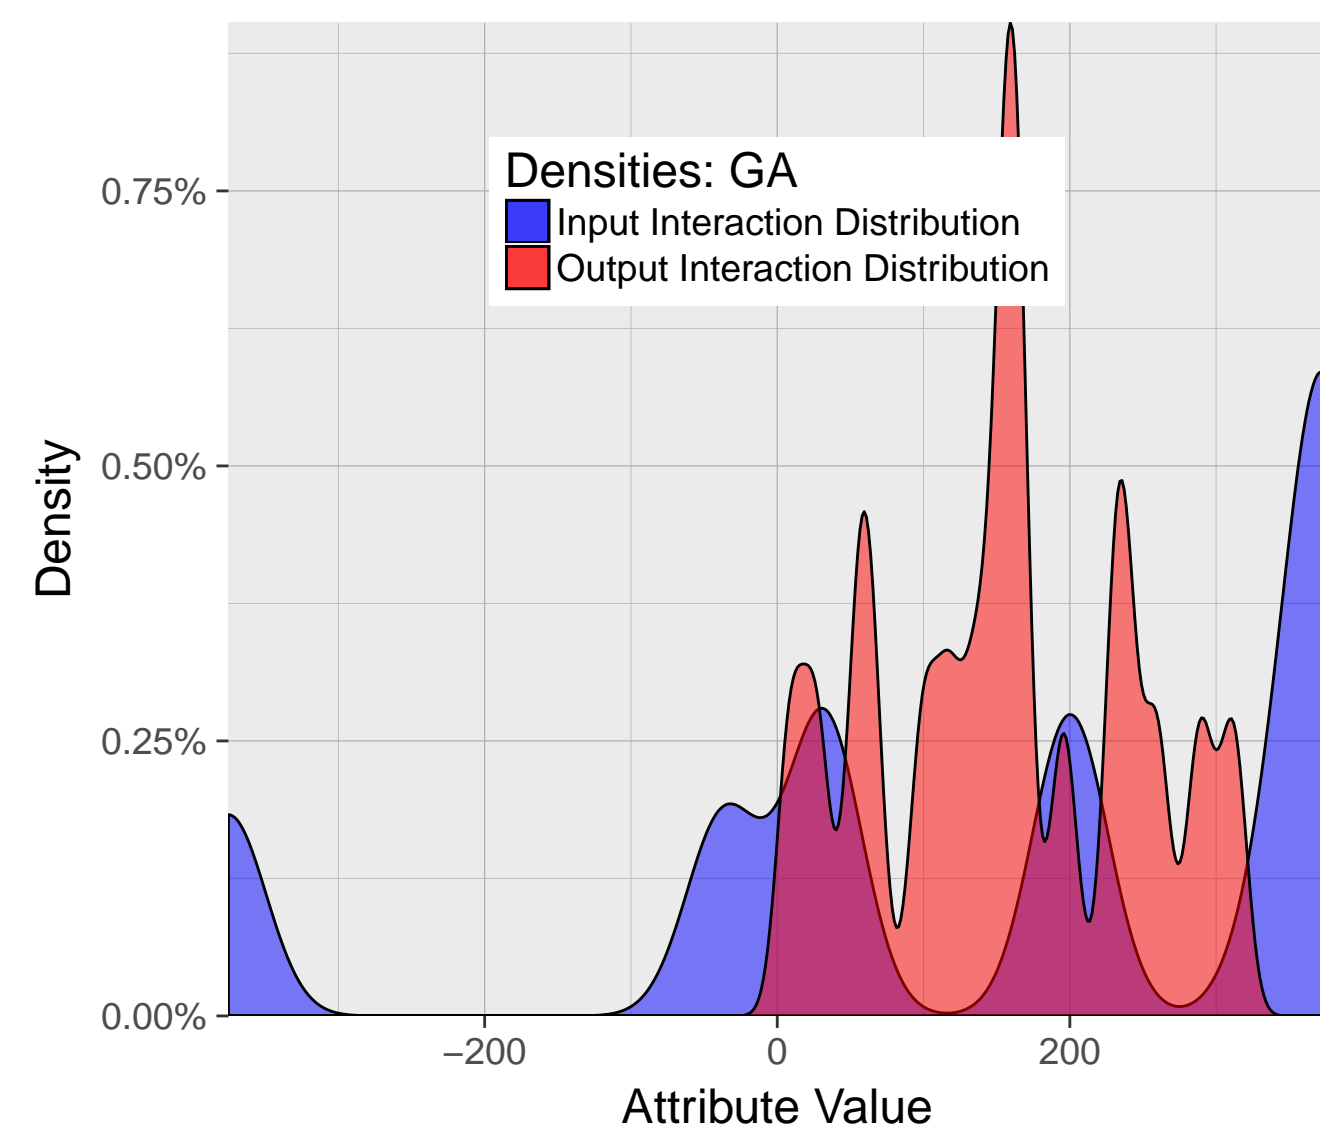 Densities: GA
Input Interaction Distribution
Output Interaction Distribution
0.75%
0.50%
0.25%
0.00%
Density
−200
0
200
Attribute Value